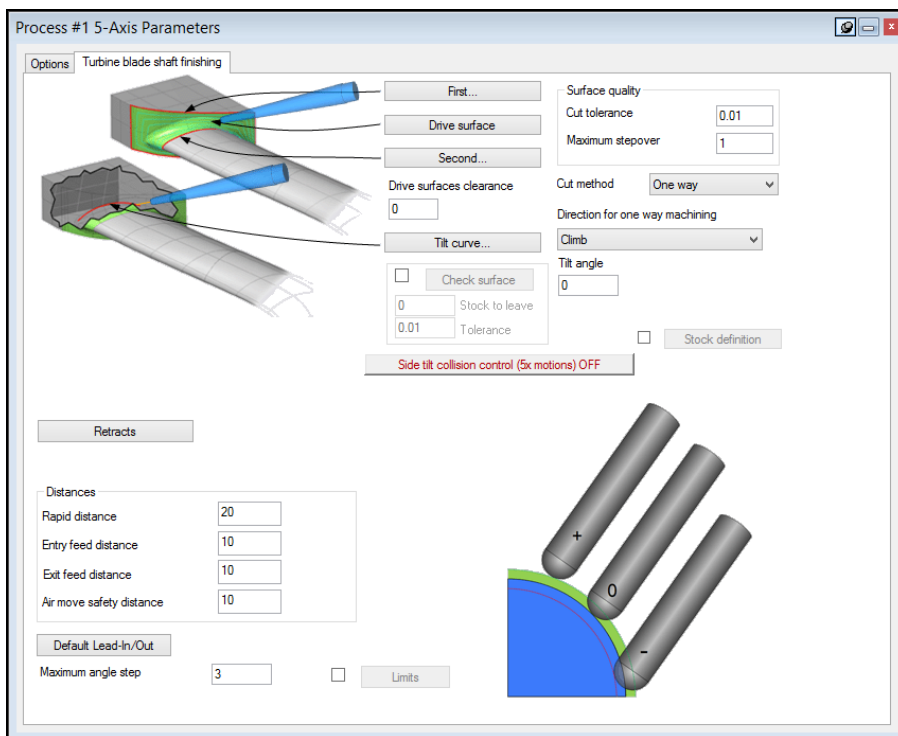 Process #1 5-Axis Parameters
Options
Turbine blade shaft finishing
First...
Drive surface
Second...
Drive surfaces clearance
0
Tilt curve...
Check surface
0
Stock to leave
0.01
Tolerance
Surface quality
Cut tolerance
0.01
Maximum stepover
1
Cut method
One way
Direction for one way machining
Climb
Tilt angle
0
Stock definition
Side tilt collision control (5x motions) OFF
Retracts
Distances
Rapid distance
20
Entry feed distance
10
Exit feed distance
10
Air move safety distance
10
Default Lead-In/Out
Maximum angle step
3
Limits
+
0
-